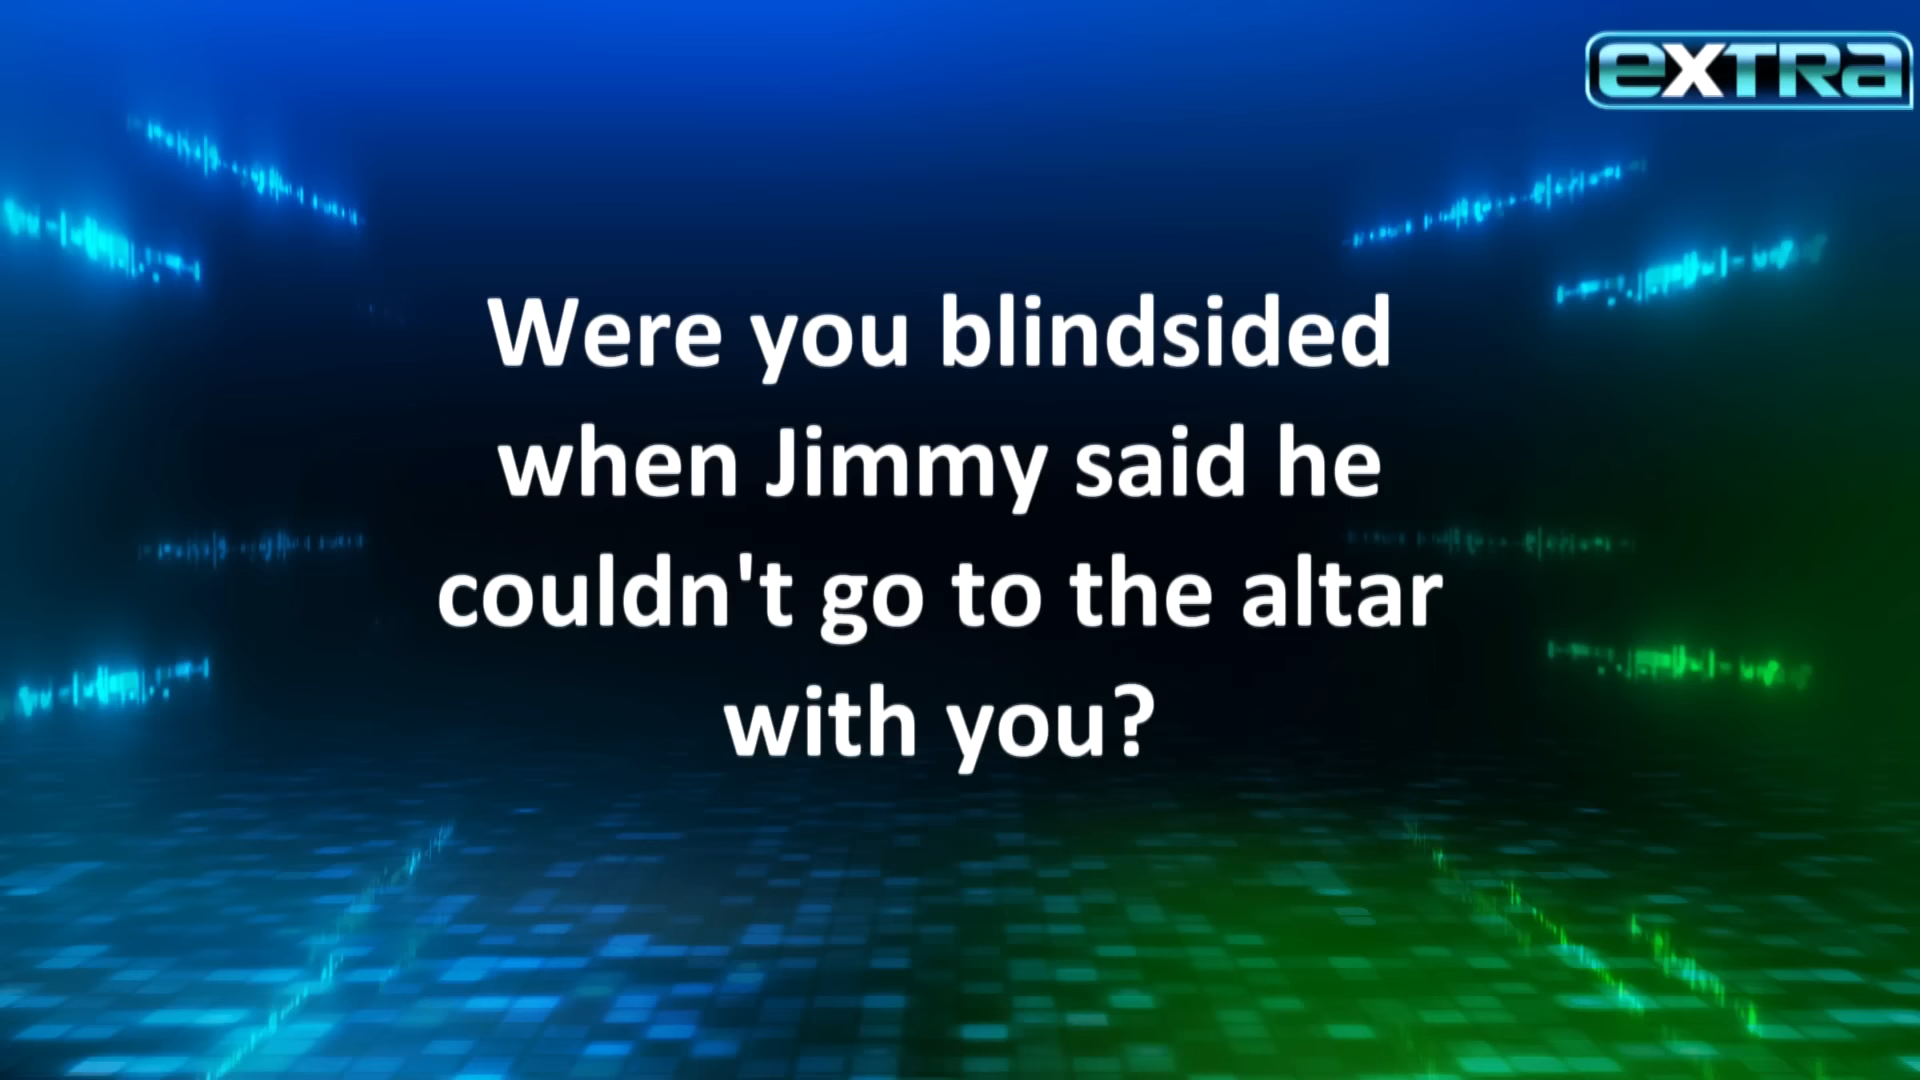 extra
Were you blindsided
when Jimmy said he
couldn't go to the altar
with you?